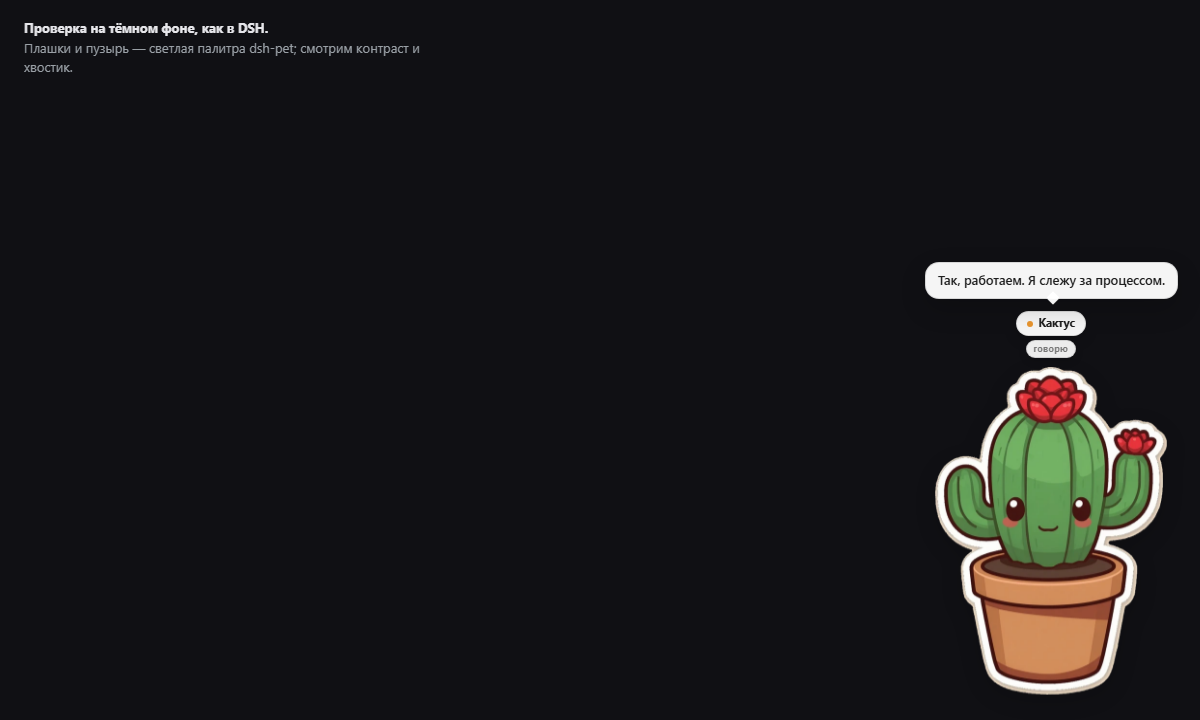 Проверка на тёмном фоне, как в DSH.
Плашки и пузырь — светлая палитра dsh-pet; смотрим контраст и
хвостик.
Так, работаем. Я слежу за процессом.
Кактус
говорю